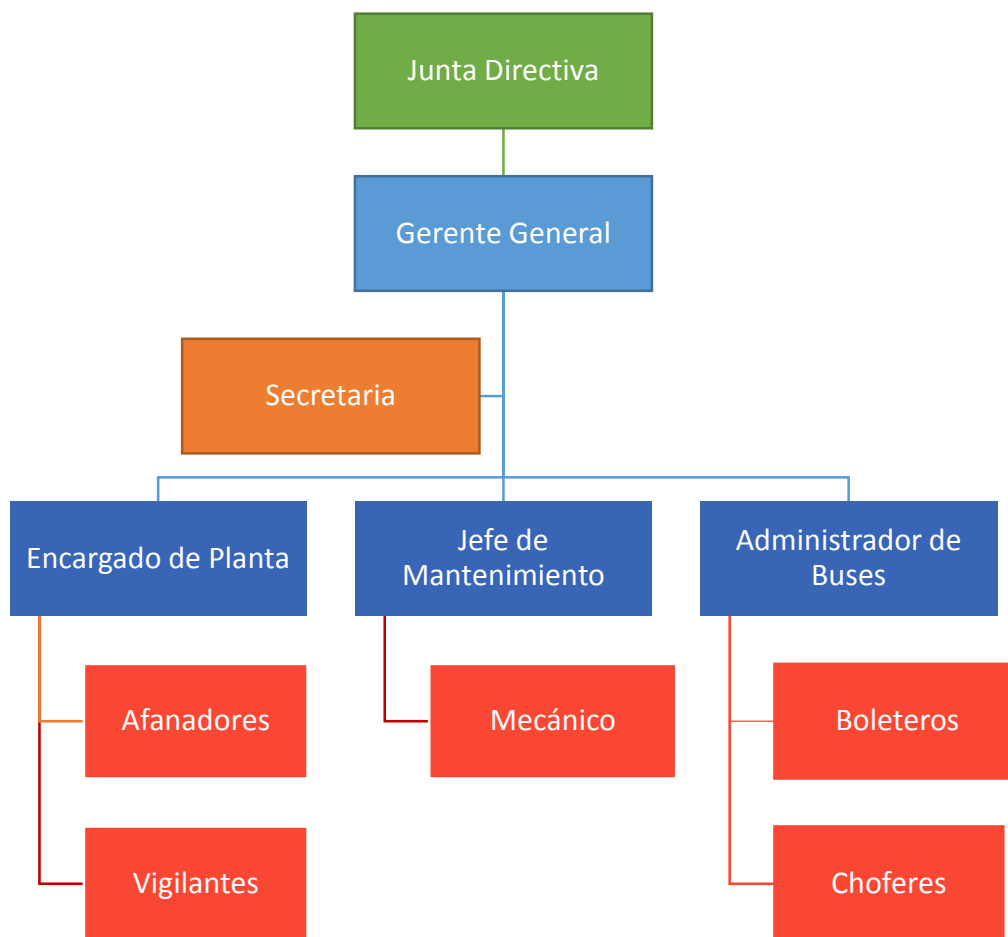 Junta Directiva
Gerente General
Secretaria
Encargado de Planta
Jefe de
Mantenimiento
Administrador de
Buses
Afanadores
Mecánico
Boleteros
Vigilantes
Choferes